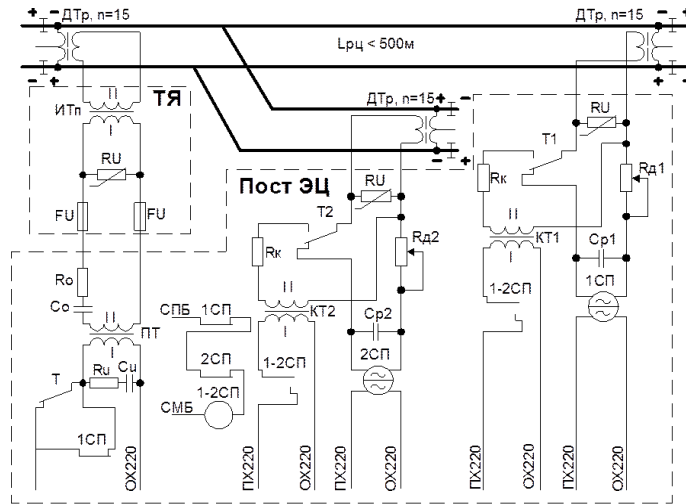 + - ДТр, n=15 ДТр, n=15 + -
Lрц < 500м
- + - +
ТЯ
II
ИТп
I
ДТр, n=15 + -
- +
RU
RU
RU
T1
Rк
Rд1
Пост ЭЦ
FU FU
T2
II
КТ1
I
Rк
Rд2
Ср1
Rо
Со
II
КТ2
I
1-2СП
1СП
СПБ 1СП
Ср2
II
ПТ
I
2СП
1-2СП
2СП
T
Ru
Cu
1-2СП
СМБ
1СП
ОХ220
ПХ220
ОХ220
ПХ220
ОХ220
ПХ220
ОХ220
ПХ220
ОХ220